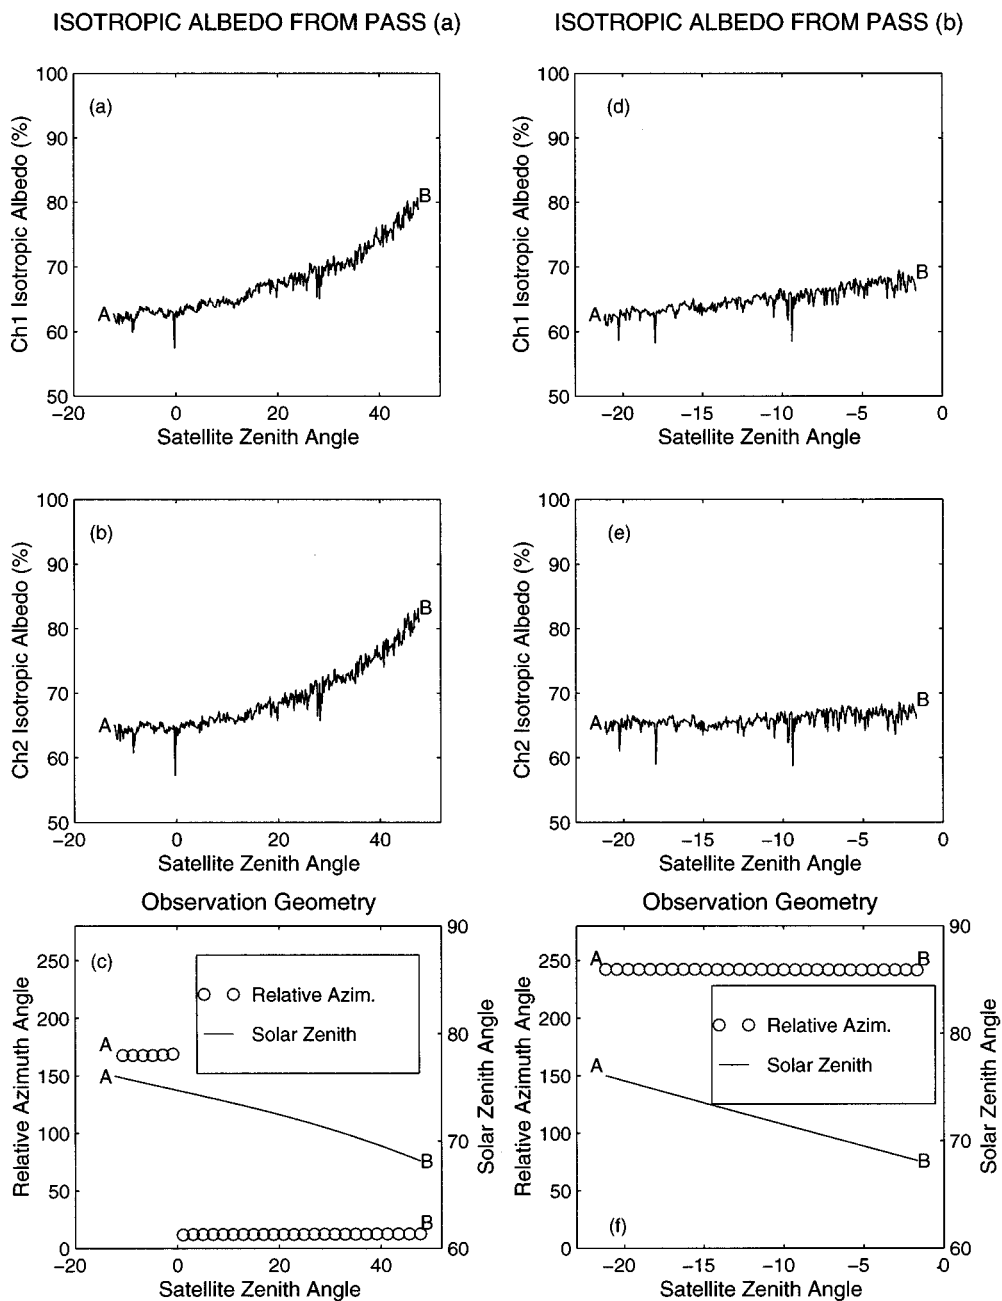 ISOTROPIC ALBEDO FROM PASS (a)
ISOTROPIC ALBEDO FROM PASS (b)
(a)
Ch1 Isotropic Albedo (%)
100
90
80
70
60
50
A
B
−20
0
20
40
Satellite Zenith Angle
(d)
Ch1 Isotropic Albedo (%)
100
90
80
70
60
50
A
B
−20
−15
−10
−5
0
Satellite Zenith Angle
(b)
Ch2 Isotropic Albedo (%)
100
90
80
70
60
50
A
B
−20
0
20
40
Satellite Zenith Angle
(e)
Ch2 Isotropic Albedo (%)
100
90
80
70
60
50
A
B
−20
−15
−10
−5
0
Satellite Zenith Angle
Observation Geometry
(c)
Relative Azimuth Angle
250
200
150
100
50
0
Relative Azim.
Solar Zenith
A
A
B
B
90
80
70
60
Solar Zenith Angle
−20
0
20
40
Satellite Zenith Angle
Observation Geometry
Relative Azimuth Angle
250
200
150
100
50
0
A
B
Relative Azim.
Solar Zenith
A
B
(f)
90
80
70
60
Solar Zenith Angle
−20
−15
−10
−5
0
Satellite Zenith Angle